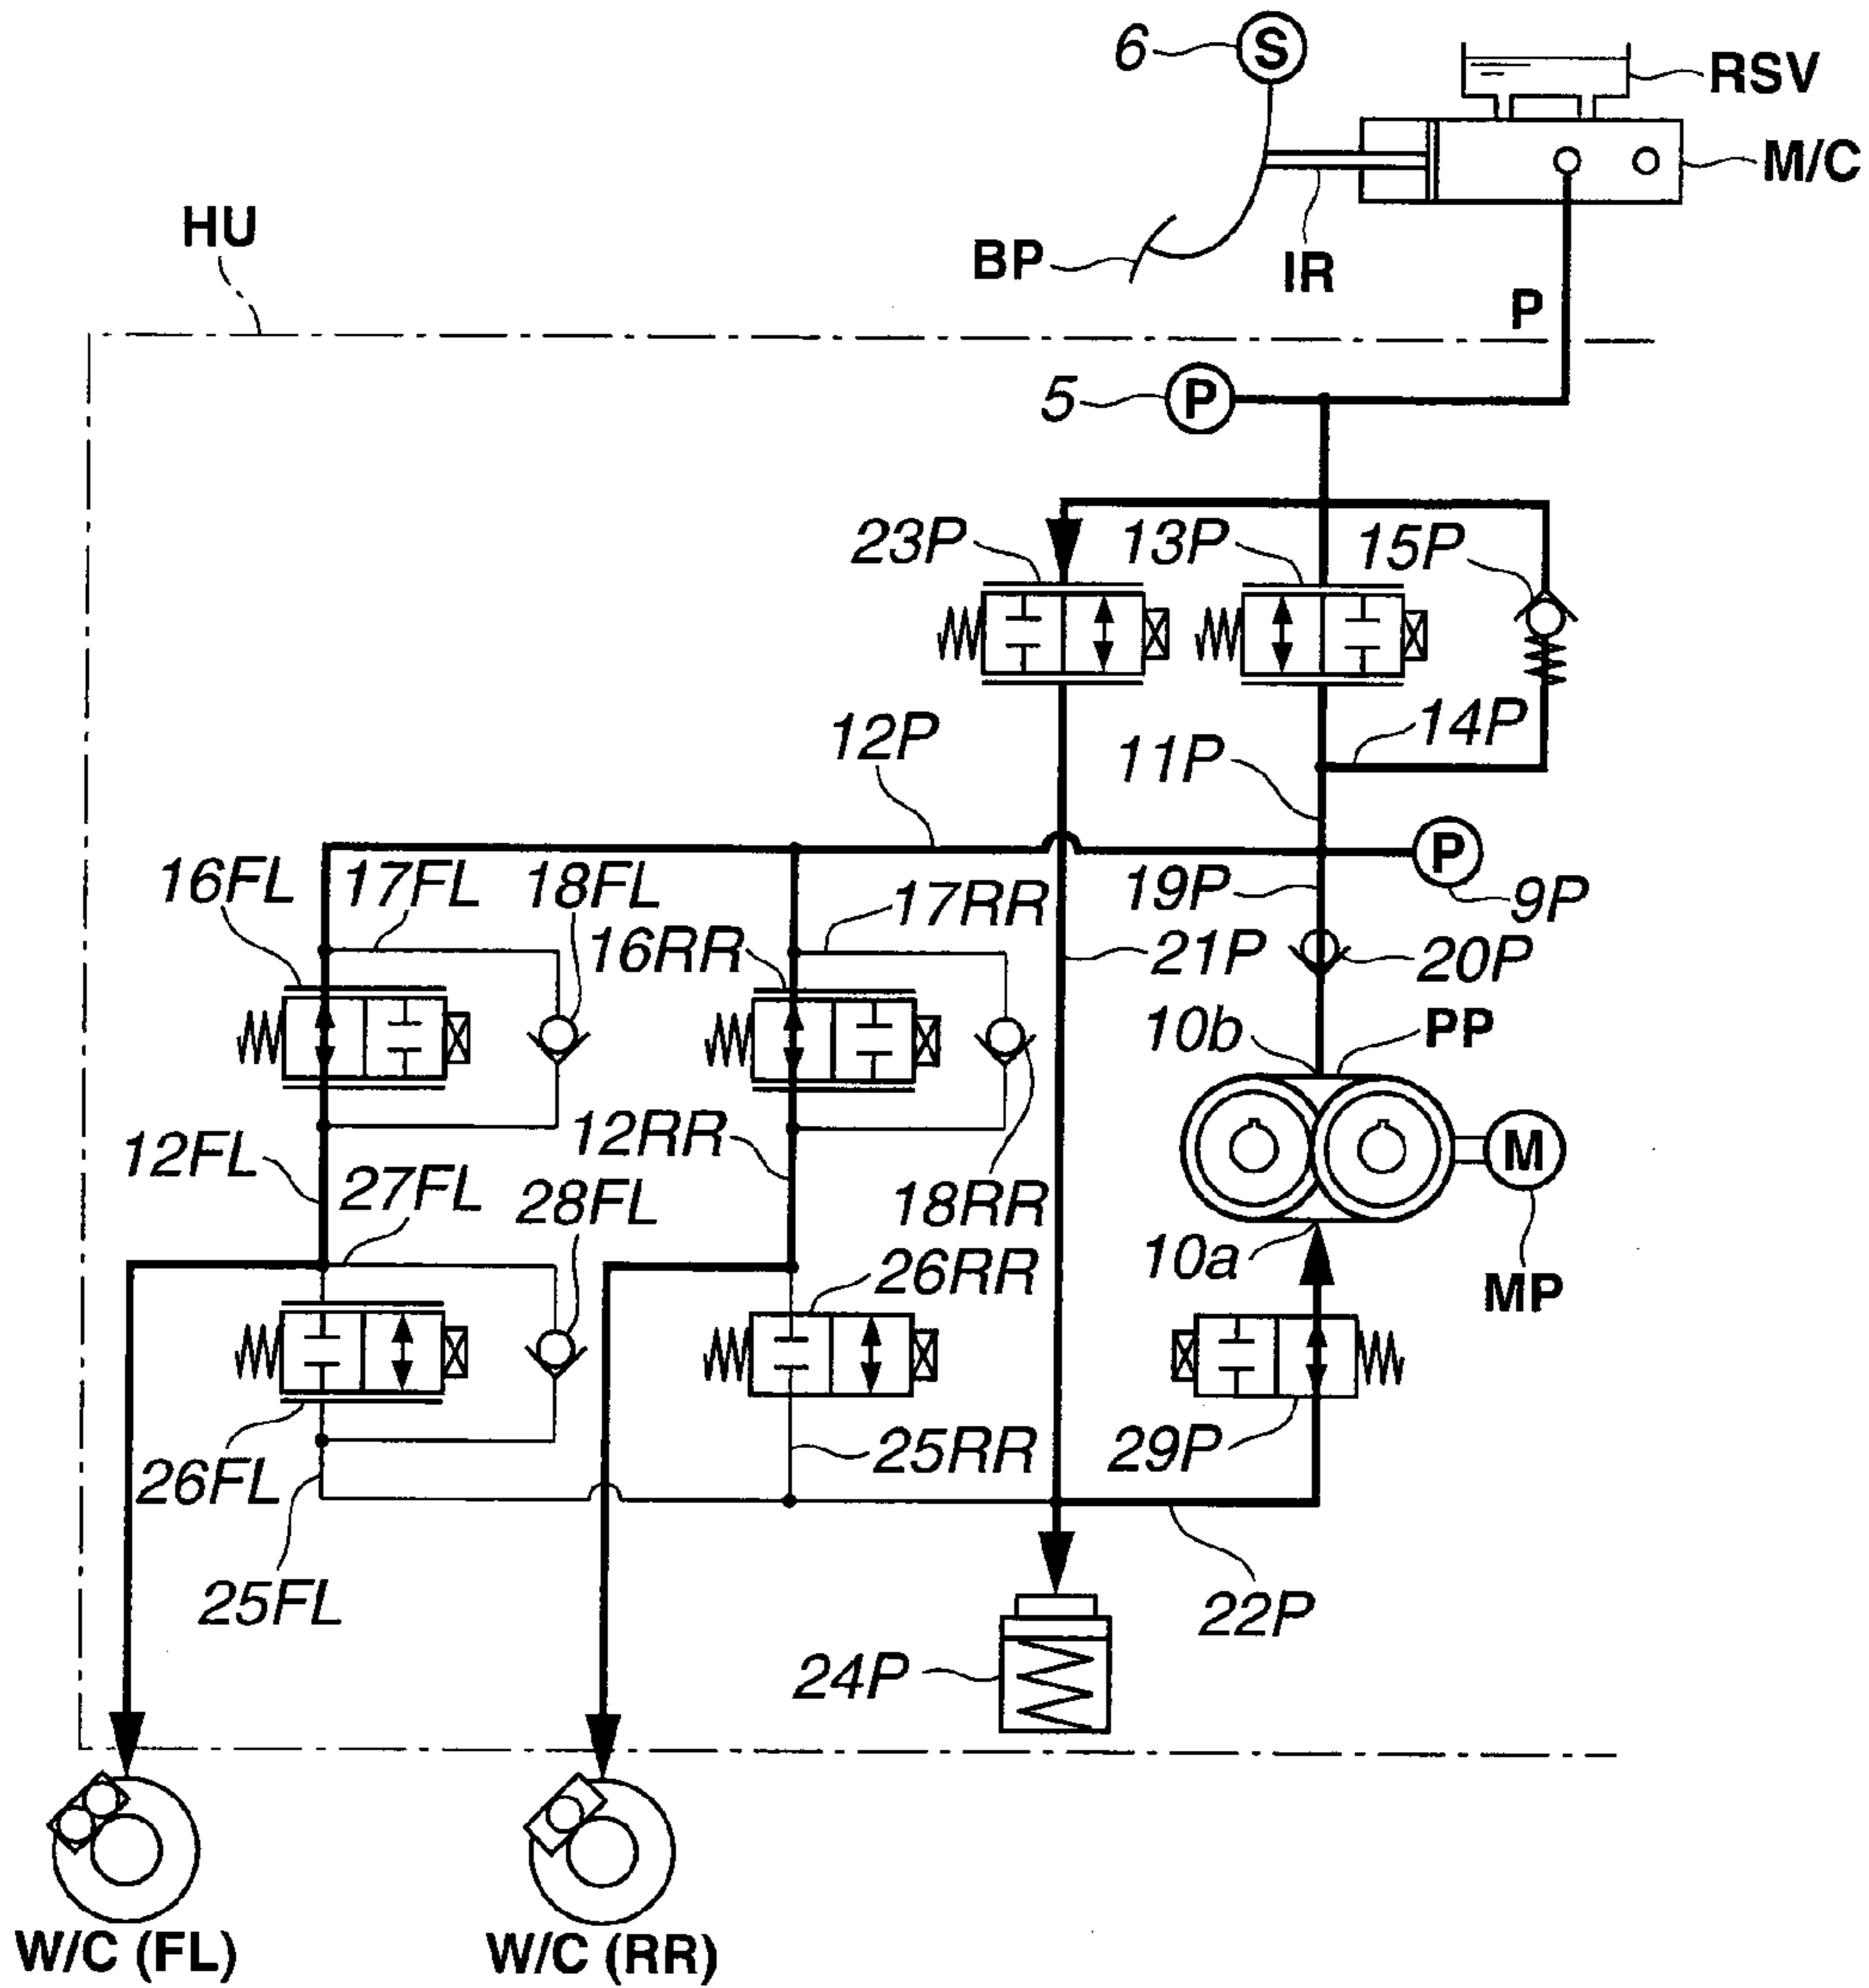 6
S
RSV
M/C
HU
BP
IR
P
5
P
23P
13P
15P
12P
11P
14P
16FL
17FL
18FL
17RR
19P
P
9P
16RR
21P
20P
10b
PP
12FL
12RR
M
27FL
28FL
18RR
10a
26RR
MP
26FL
25RR
29P
25FL
22P
24P
W/C (FL)
W/C (RR)